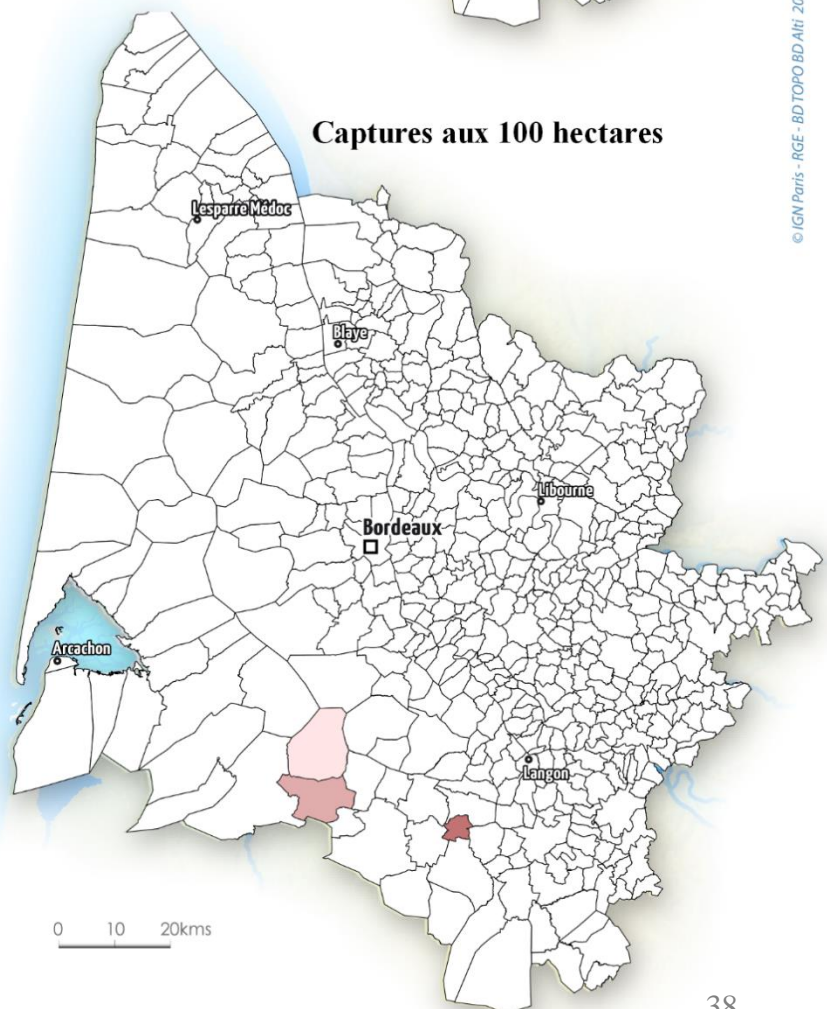 Captures aux 100 hectares
© IGN Paris - RGE - BD TOPO BD Alti 20
Lesparre Médoc
Blaye
Libourne
Bordeaux
Arcachon
Langon
0 10 20kms
38